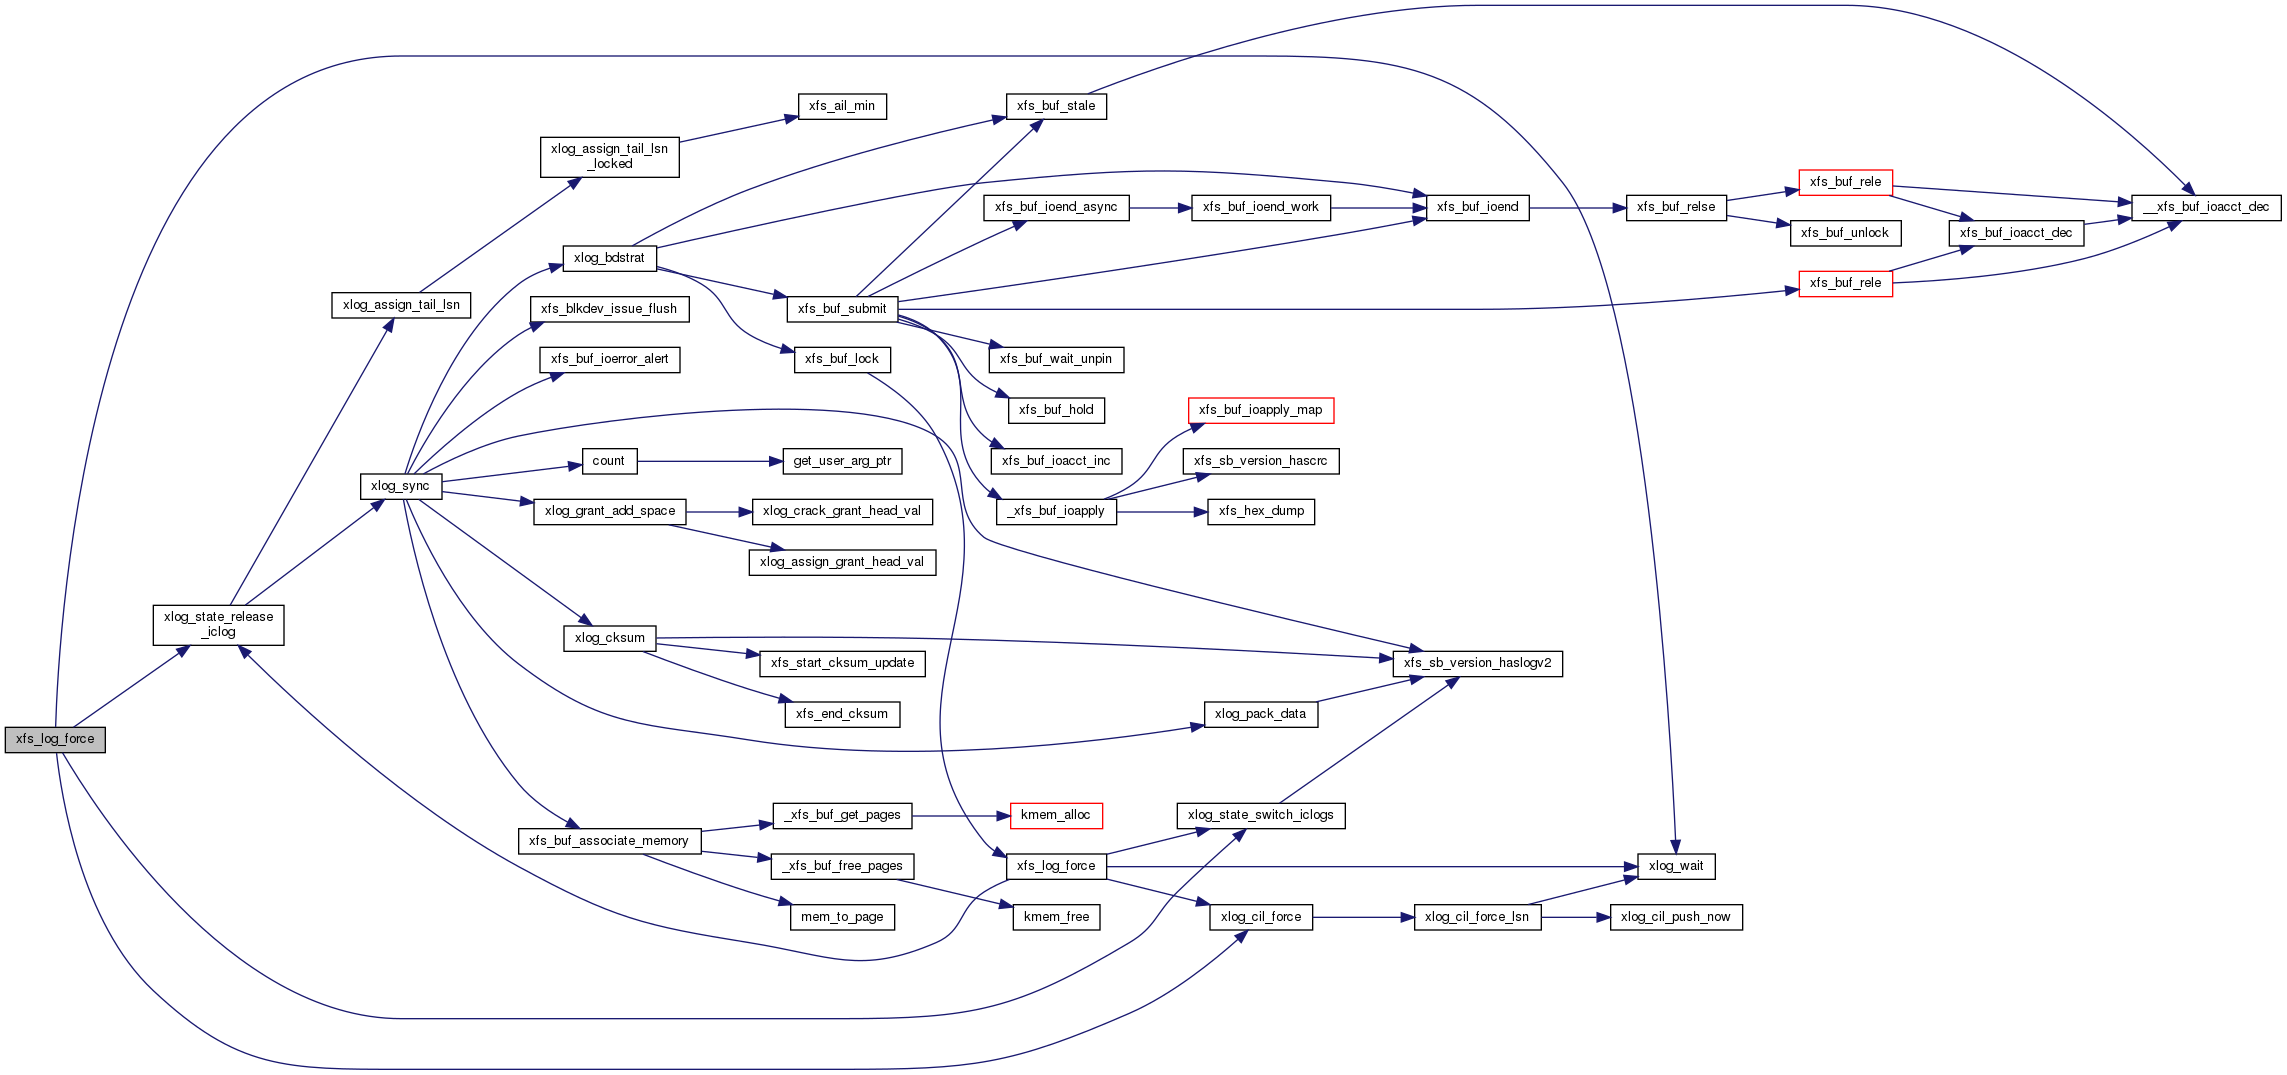 xfs_ail_min
xfs_buf_stale
xlog_assign_tail_lsn
_locked
xfs_buf_rele
xfs_buf_ioend_async
xfs_buf_ioend_work
xfs_buf_ioend
xfs_buf_relse
__xfs_buf_ioacct_dec
xfs_buf_unlock
xfs_buf_ioacct_dec
xlog_bdstrat
xfs_buf_rele
xlog_assign_tail_lsn
xfs_blkdev_issue_flush
xfs_buf_submit
xfs_buf_ioerror_alert
xfs_buf_lock
xfs_buf_wait_unpin
xfs_buf_hold
xfs_buf_ioapply_map
count
get_user_arg_ptr
xfs_buf_ioacct_inc
xfs_sb_version_hascrc
xlog_sync
xlog_grant_add_space
xlog_crack_grant_head_val
_xfs_buf_ioapply
xfs_hex_dump
xlog_assign_grant_head_val
xlog_state_release
_iclog
xlog_cksum
xfs_start_cksum_update
xfs_sb_version_haslogv2
xfs_end_cksum
xlog_pack_data
xfs_log_force
_xfs_buf_get_pages
kmem_alloc
xlog_state_switch_iclogs
xfs_buf_associate_memory
_xfs_buf_free_pages
xfs_log_force
xlog_wait
mem_to_page
kmem_free
xlog_cil_force
xlog_cil_force_lsn
xlog_cil_push_now